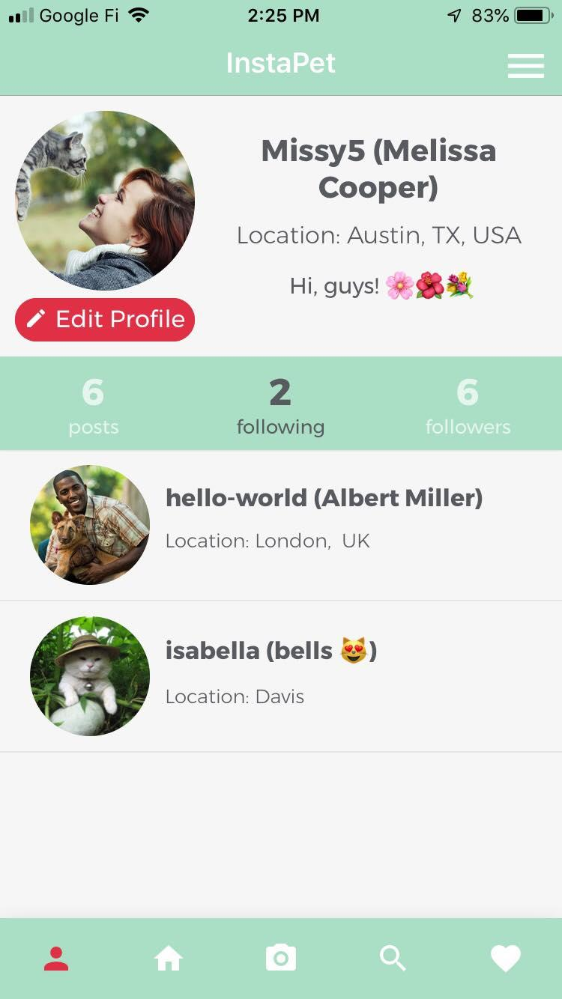 Google Fi 2:25 PM 83%
InstaPet
Missy5 (Melissa
Cooper)
Location: Austin, TX, USA
Hi, guys! 🌸🌺💐
Edit Profile
6 2 6
posts following followers
hello-world (Albert Miller)
Location: London,  UK
isabella (bells 😻)
Location: Davis